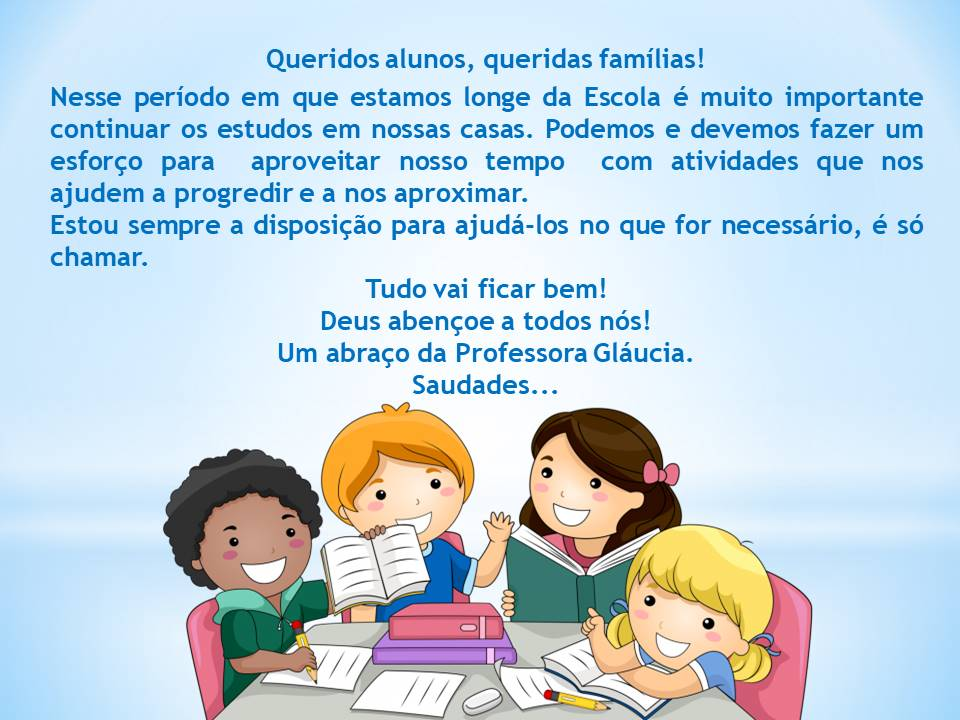 Queridos alunos, queridas famílias!
Nesse período em que estamos longe da Escola é muito importante
continuar os estudos em nossas casas. Podemos e devemos fazer um
esforço para aproveitar nosso tempo com atividades que nos
ajudem a progredir e a nos aproximar.
Estou sempre a disposição para ajudá-los no que for necessário, é só
chamar.
Tudo vai ficar bem!
Deus abençoe a todos nós!
Um abraço da Professora Gláucia.
Saudades...